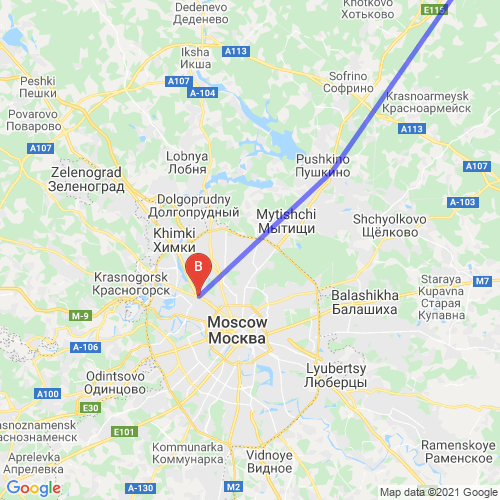 Dedenevo
Деденево
Khotkovo
Хотьково
E115
Iksha
Икша
A113
Sofrino
Софрино
Peshki
Пешки
A107
A-104
Krasnoarmeysk
Красноармейск
Povarovo
Поварово
A113
A107
Lobnya
Лобня
Pushkino
Пушкино
A107
Zelenograd
Зеленоград
Dolgoprudny
Долгопрудный
A-103
Mytishchi
Мытищи
Shchyolkovo
Щёлково
Khimki
Химки
B
Krasnogorsk
Красногорск
Staraya
Kupavna
Старая
Купавна
M7
Balashikha
Балашиха
M-9
Moscow
Москва
A-106
Lyubertsy
Люберцы
Odintsovo
Одинцово
A100
E30
asnoznamensk
аснознаменск
E101
Kommunarka
Коммунарка
Vidnoye
Видное
Ramenskoye
Раменское
Aprelevka
Апрелевка
A-130
M2
Google
Map data ©2021 Google